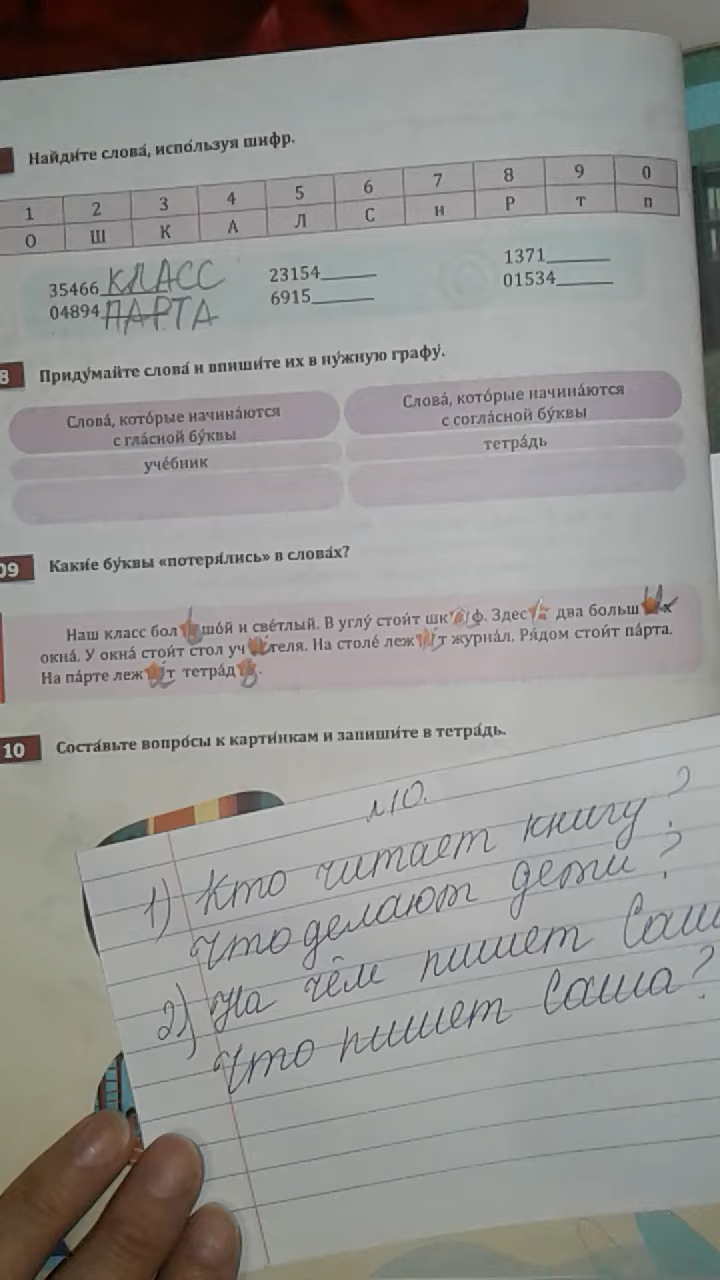 Найди́те слова́, испо́льзуя шифр.
1 2 3 4 5 6 7 8 9 0
О Ш К А Л С Н Р Т П
35466 КЛАСС 23154 1371
04894 ПАРТА 6915 01534
8 Приду́майте слова́ и впиши́те их в ну́жную графу́.
Слова́, кото́рые начина́ются Слова́, кото́рые начина́ются
с гла́сной бу́квы с согла́сной бу́квы
уче́бник тетра́дь
09 Каки́е бу́квы «потеря́лись» в слова́х?
Наш класс бол шо́й и све́тлый. В углу́ стои́т шк а ф. Здес ь два больш и х
окна́. У окна́ стои́т стол уч и теля. На столе́ леж и т журна́л. Ря́дом стои́т па́рта.
На па́рте леж и т тетра́д ь.
10 Соста́вьте вопро́сы к карти́нкам и запиши́те в тетра́дь.
№10.
1) Кто читает книгу?
Что делают дети?
2) На чём пишет Саш
Что пишет Саша?